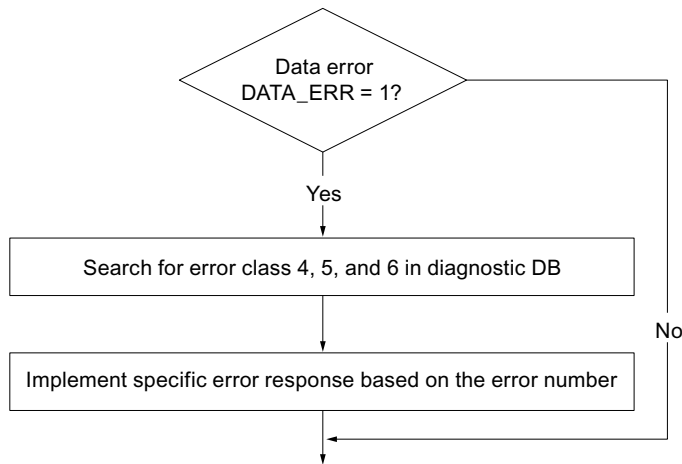 Data error
DATA_ERR = 1?
Yes
Search for error class 4, 5, and 6 in diagnostic DB
No
Implement specific error response based on the error number